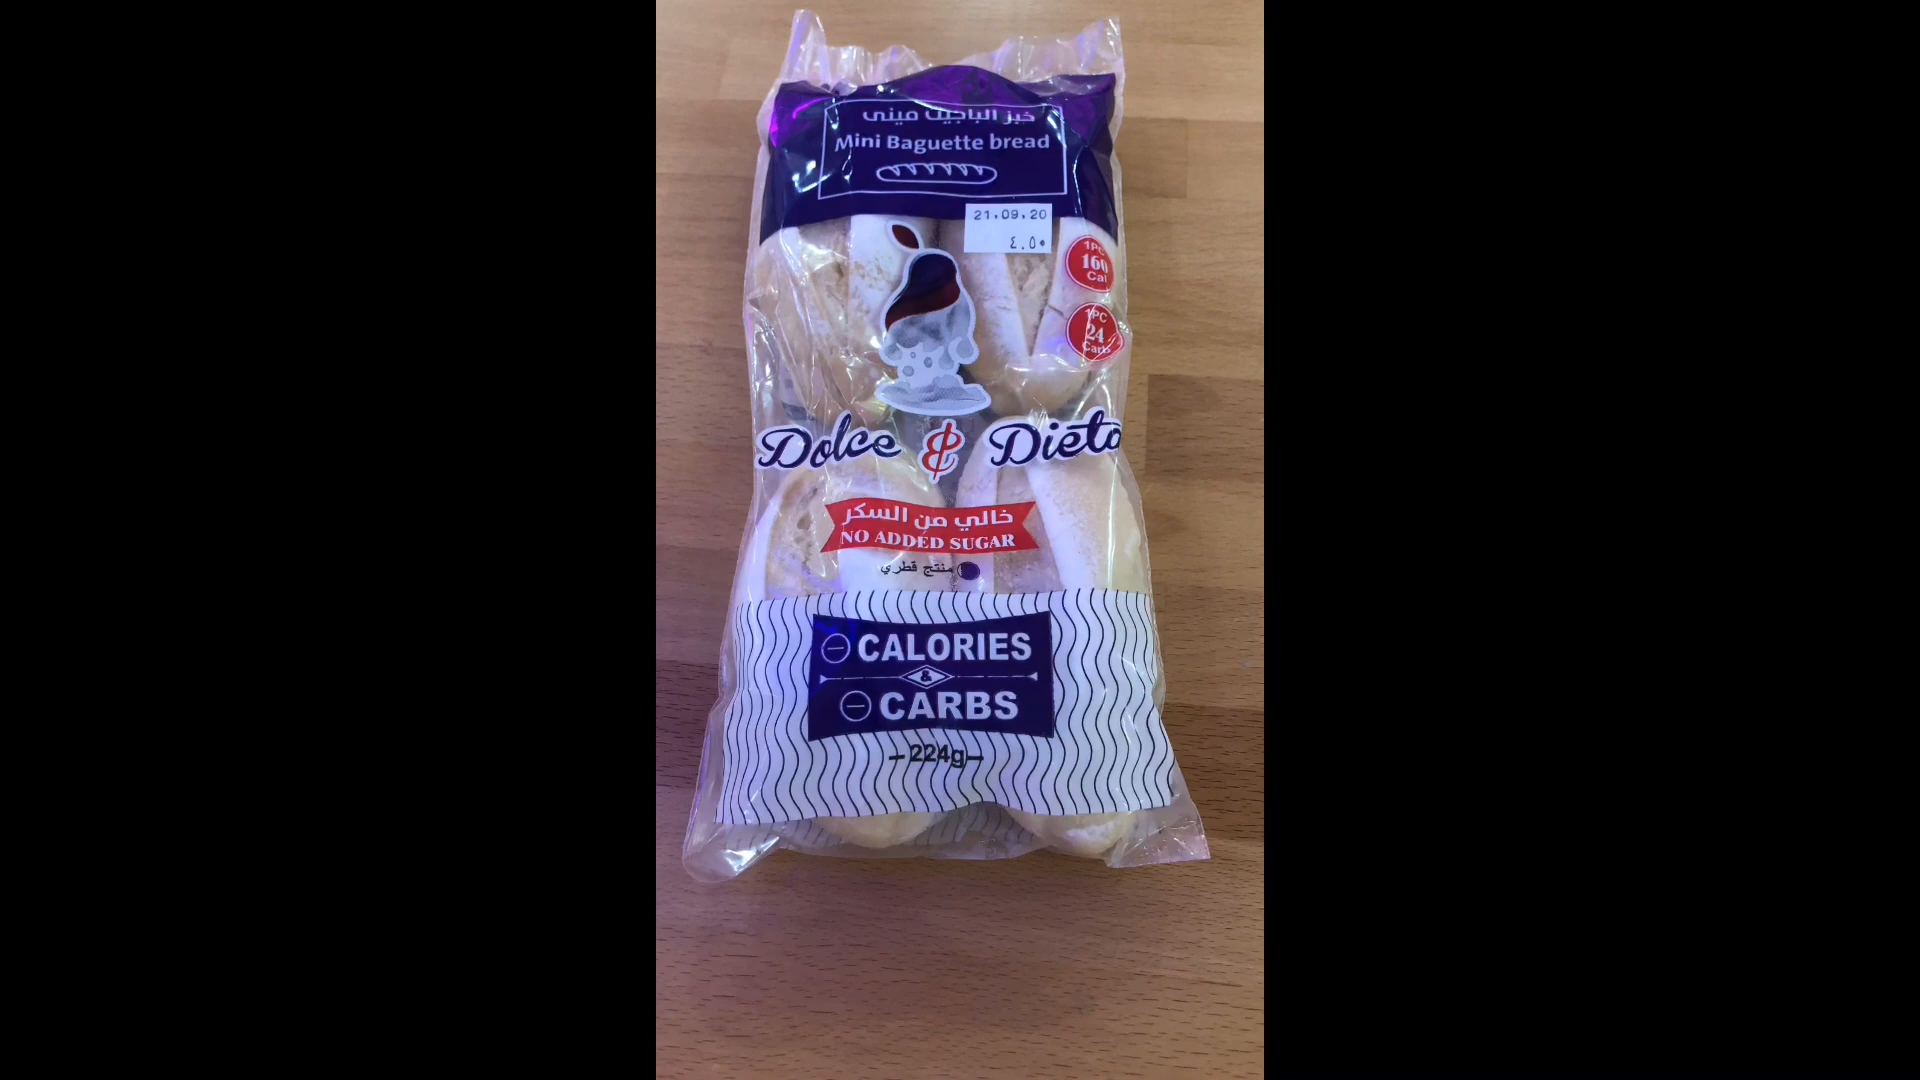 خبز الباجيت ميني
Mini Baguette bread
21.09.20
٤.٥٠
1PC
160
Cal
1PC
24
Carb
Dolce & Dieta
خالي من السكر
NO ADDED SUGAR
منتج قطري
CALORIES
&
CARBS
-224g-